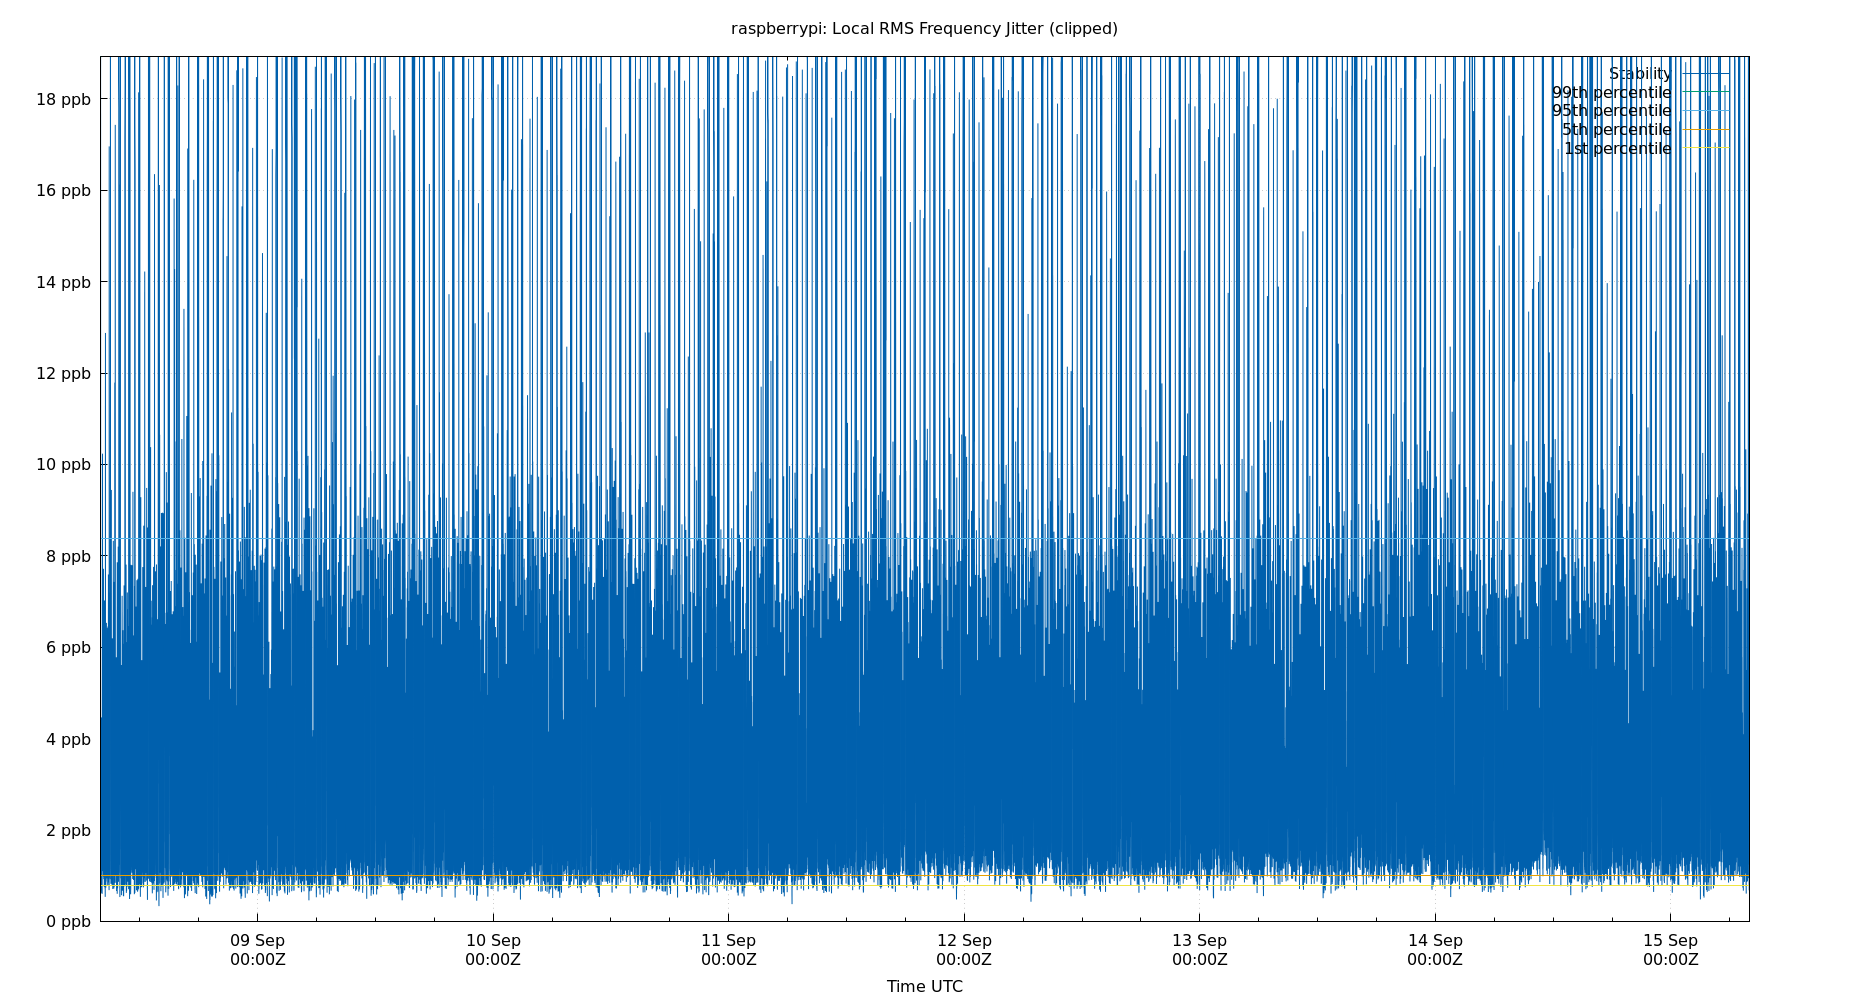 raspberrypi: Local RMS Frequency Jitter (clipped)
Stability
99th percentile
95th percentile
5th percentile
1st percentile
18 ppb
16 ppb
14 ppb
12 ppb
10 ppb
8 ppb
6 ppb
4 ppb
2 ppb
0 ppb
09 Sep 10 Sep 11 Sep 12 Sep 13 Sep 14 Sep 15 Sep
00:00Z 00:00Z 00:00Z 00:00Z 00:00Z 00:00Z 00:00Z
Time UTC